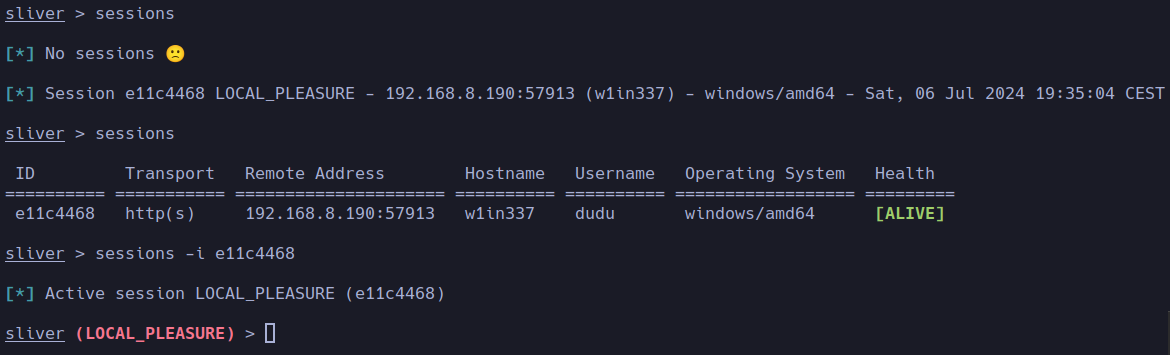 sliver > sessions
[*] No sessions 🙁
[*] Session e11c4468 LOCAL_PLEASURE - 192.168.8.190:57913 (w1in337) - windows/amd64 - Sat, 06 Jul 2024 19:35:04 CEST
sliver > sessions
ID Transport Remote Address Hostname Username Operating System Health
========== =========== ===================== ========== ========== ================== =========
e11c4468 http(s) 192.168.8.190:57913 w1in337 dudu windows/amd64 [ALIVE]
sliver > sessions -i e11c4468
[*] Active session LOCAL_PLEASURE (e11c4468)
sliver (LOCAL_PLEASURE) >